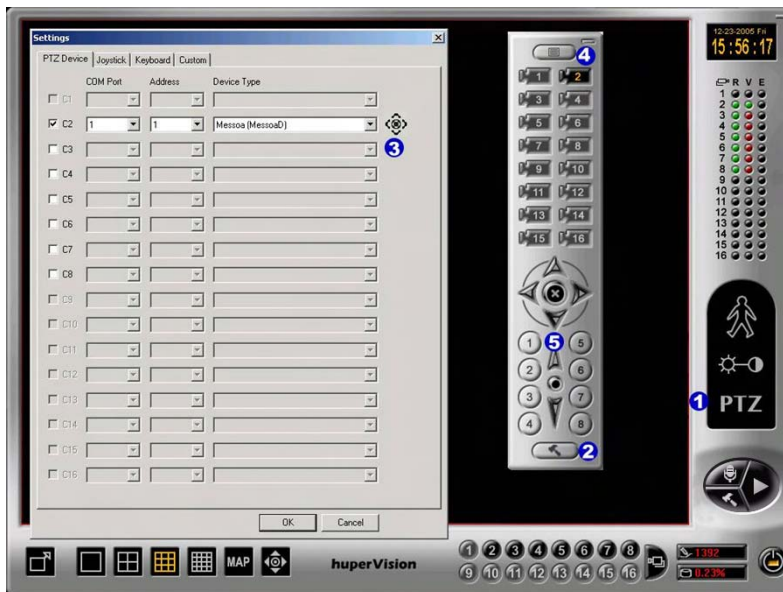 Settings
PTZ Device Joystick Keyboard Custom
COM Port Address Device Type
C1
C2 1 1 Messoa (MessoaD)
C3
C4
C5
C6
C7
C8
C9
C10
C11
C12
C13
C14
C15
C16
OK Cancel
3
4
1 2
3 4
5 6
7 8
9 10
11 12
13 14
15 16
1 5 5
2 6
3 7
4 8
2
12-23-2005 Fri
15:56:17
R V E
1
2
3
4
5
6
7
8
9
10
11
12
13
14
15
16
1 PTZ
MAP
huperVision
1 2 3 4 5 6 7 8
9 10 11 12 13 14 15 16
1392
0.23%